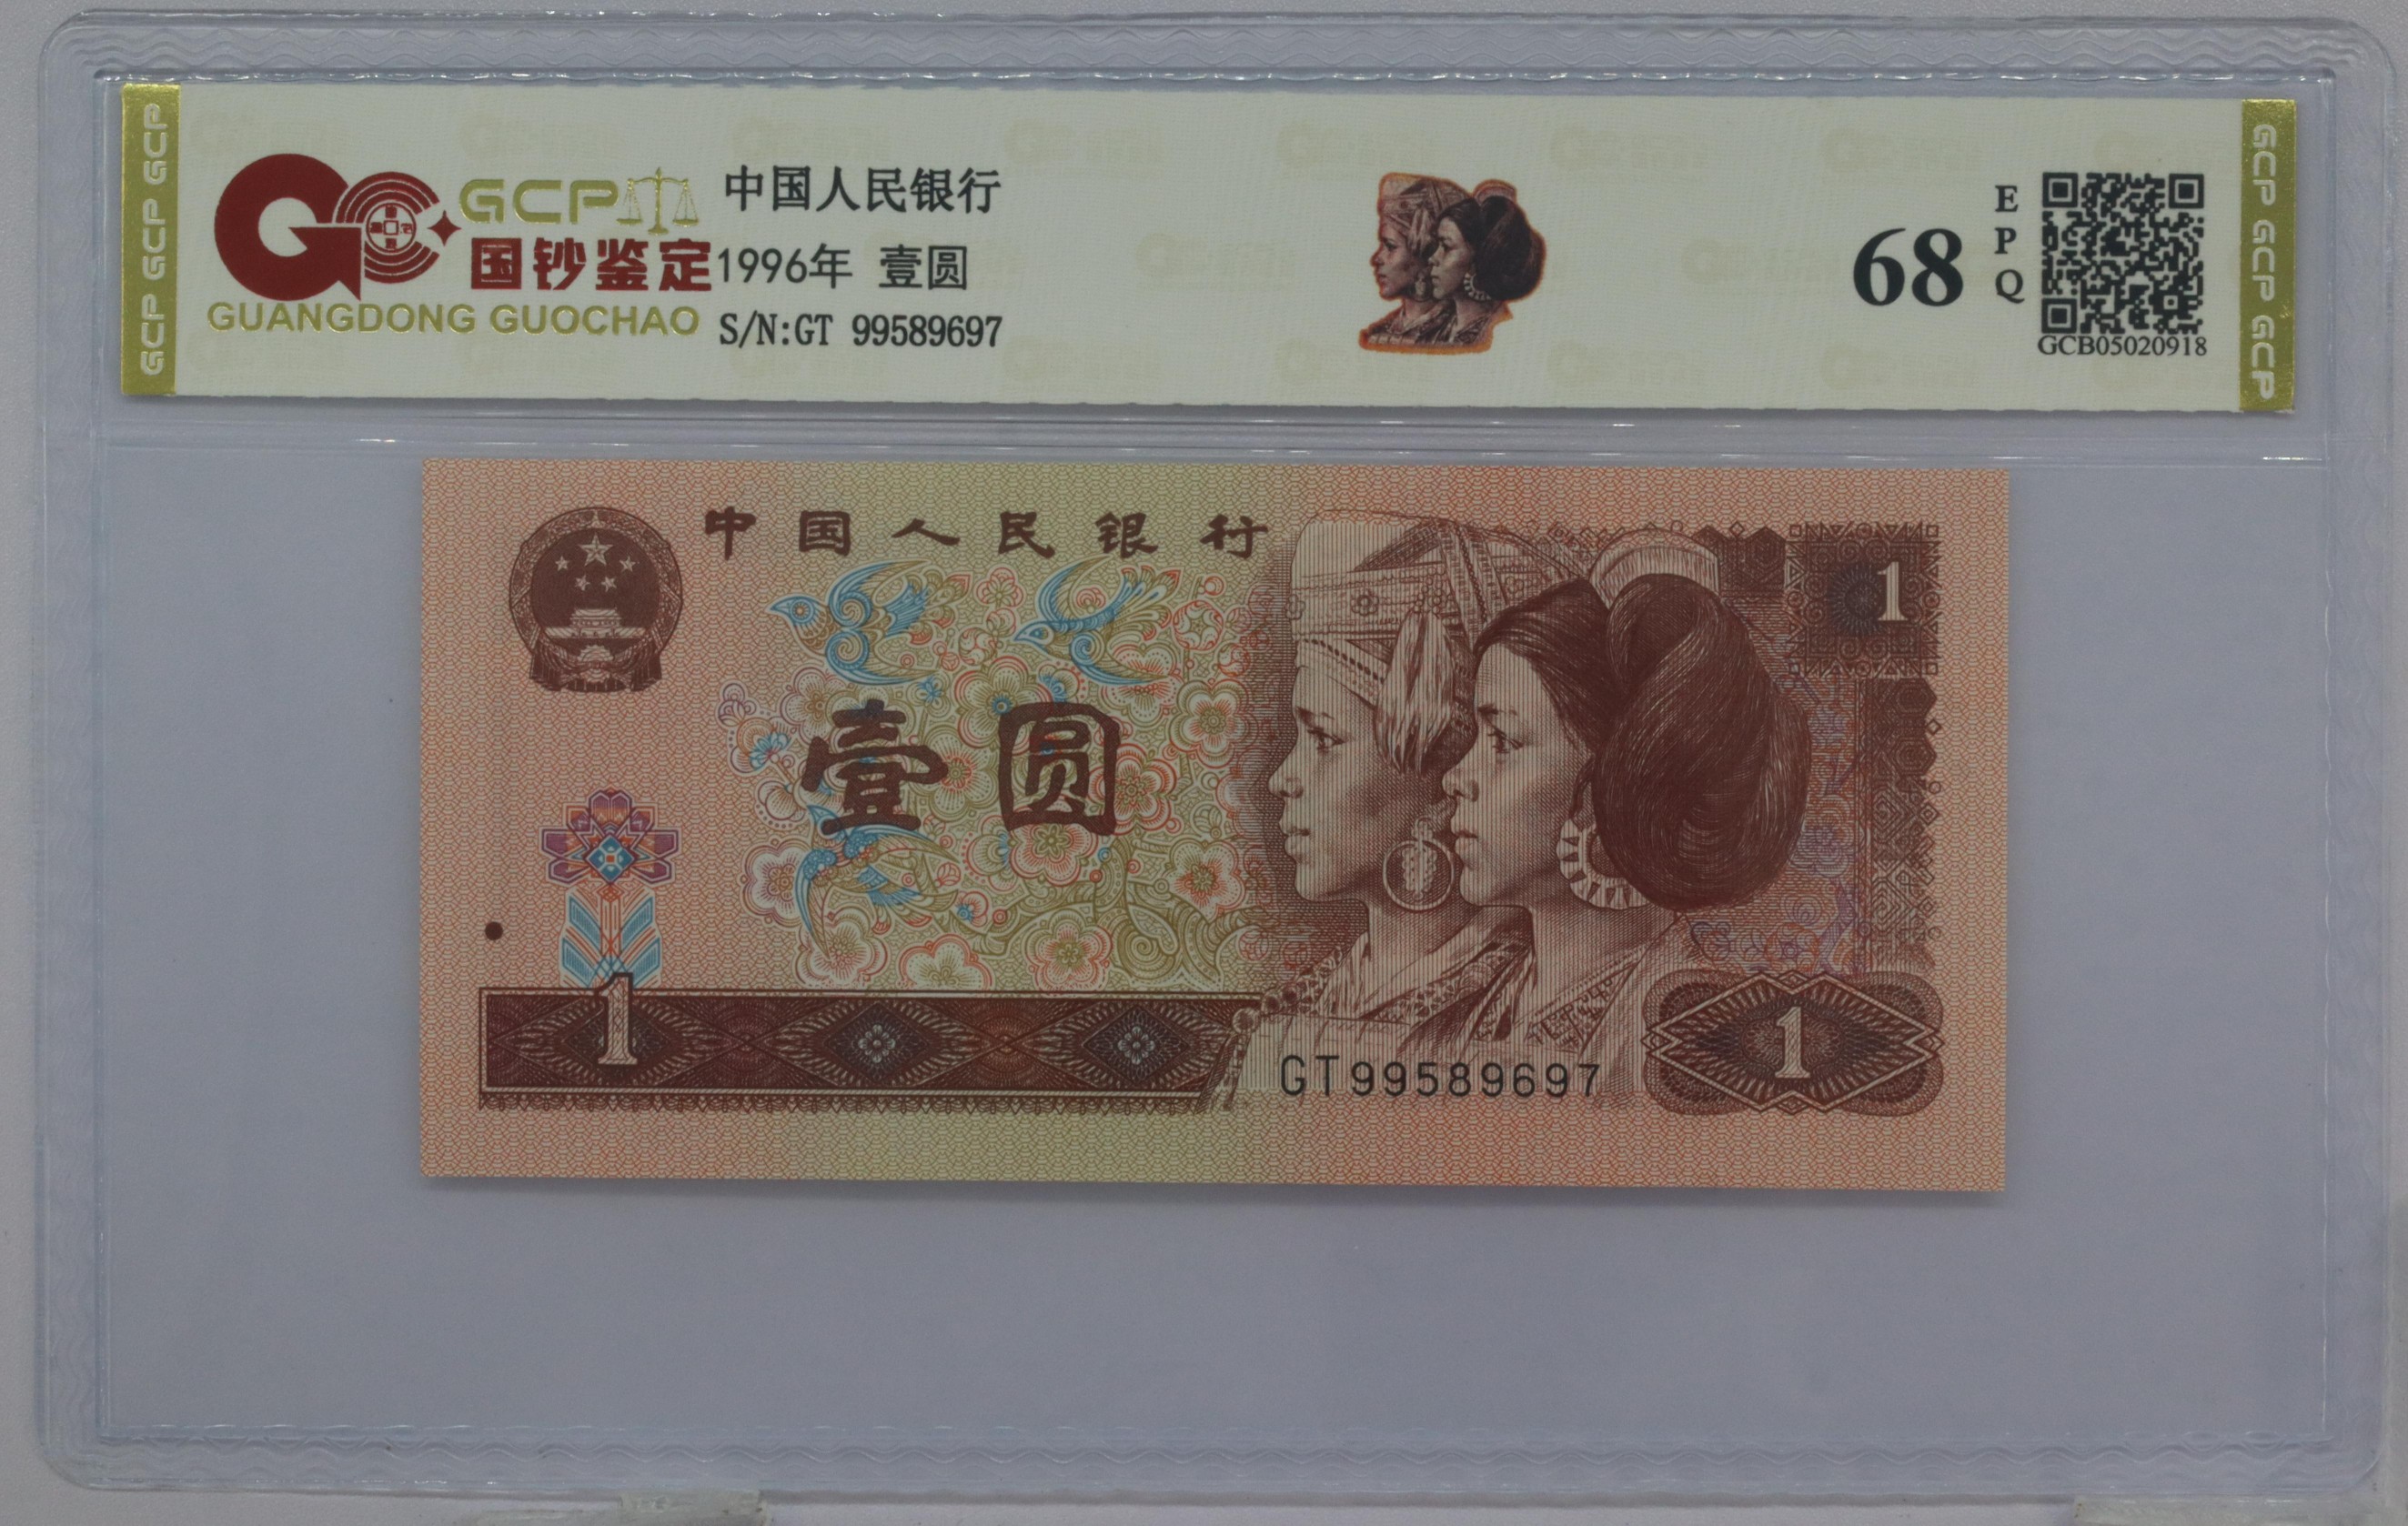 GCP GCP GCP
GCP
国钞鉴定
GUANGDONG GUOCHAO
中国人民银行
1996年 壹圆
S/N:GT 99589697
68
EPQ
GCB05020918
GCP GCP GCP
中国人民银行
1
壹圆
1
1
GT99589697